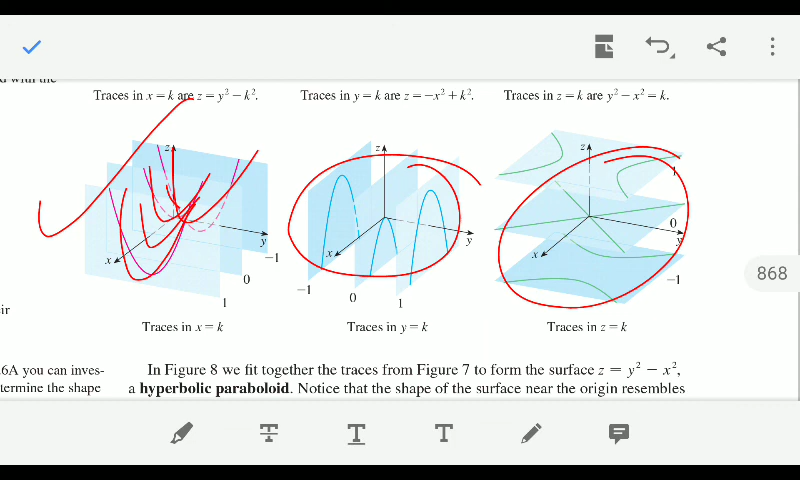 Traces in x = k are z = y² − k².
Traces in y = k are z = −x² + k².
Traces in z = k are y² − x² = k.
z
x
y
−1
0
1
z
x
y
−1
0
1
z
x
y
1
0
−1
868
Traces in x = k
Traces in y = k
Traces in z = k
ir
.6A you can inves-
termine the shape
In Figure 8 we fit together the traces from Figure 7 to form the surface z = y² − x²,
a hyperbolic paraboloid. Notice that the shape of the surface near the origin resembles
T
T
T